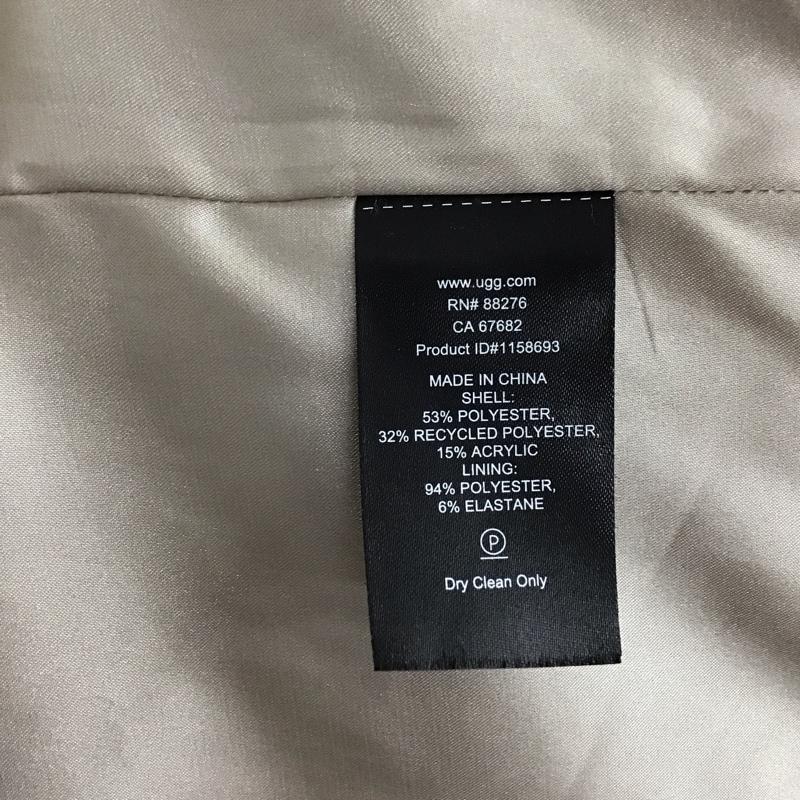 www.ugg.com
RN# 88276
CA 67682
Product ID#1158693
MADE IN CHINA
SHELL:
53% POLYESTER,
32% RECYCLED POLYESTER,
15% ACRYLIC
LINING:
94% POLYESTER,
6% ELASTANE
P
Dry Clean Only